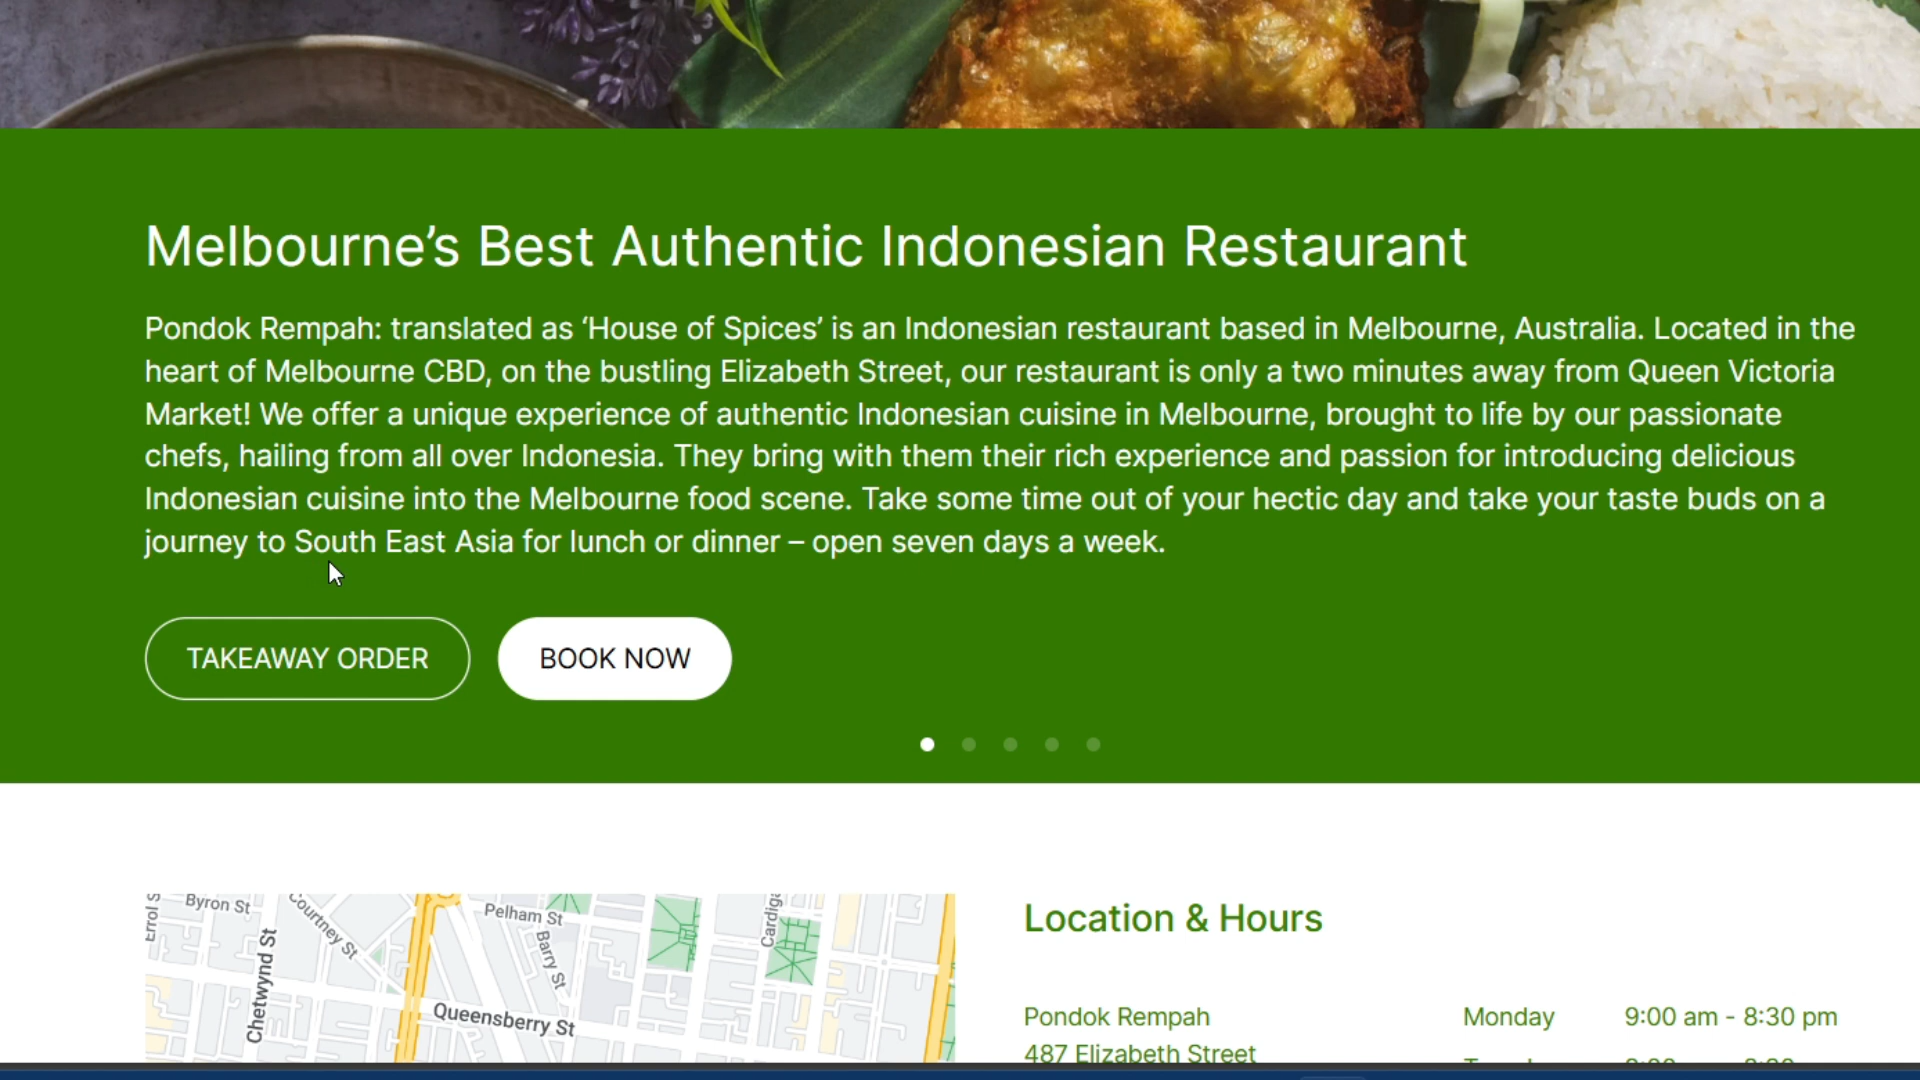 Melbourne’s Best Authentic Indonesian Restaurant
Pondok Rempah: translated as ‘House of Spices’ is an Indonesian restaurant based in Melbourne, Australia. Located in the
heart of Melbourne CBD, on the bustling Elizabeth Street, our restaurant is only a two minutes away from Queen Victoria
Market! We offer a unique experience of authentic Indonesian cuisine in Melbourne, brought to life by our passionate
chefs, hailing from all over Indonesia. They bring with them their rich experience and passion for introducing delicious
Indonesian cuisine into the Melbourne food scene. Take some time out of your hectic day and take your taste buds on a
journey to South East Asia for lunch or dinner – open seven days a week.
TAKEAWAY ORDER
BOOK NOW
Errol S
Byron St
Courtney St
Chetwynd St
Pelham St
Barry St
Cardiga
Queensberry St
Location & Hours
Pondok Rempah
487 Elizabeth Street
Monday
9:00 am - 8:30 pm